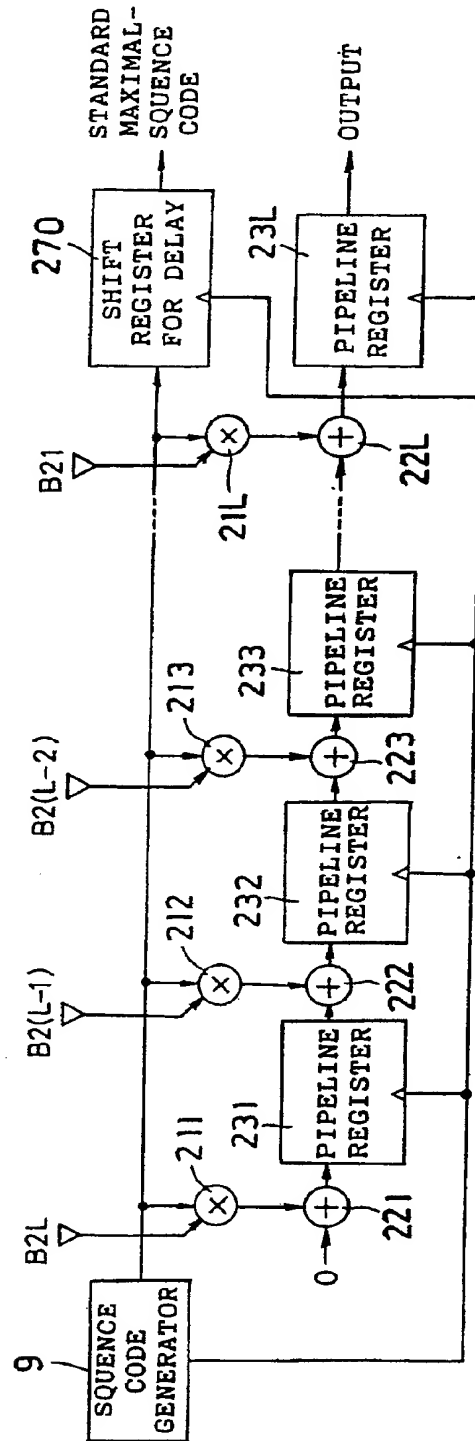 9
SQUENCE
CODE
GENERATOR
B2L
B2(L-1)
B2(L-2)
B21
211
212
213
21L
270
SHIFT
REGISTER
FOR DELAY
STANDARD
MAXIMAL-
SQUENCE
CODE
0
221
222
223
22L
231
PIPELINE
REGISTER
232
PIPELINE
REGISTER
233
PIPELINE
REGISTER
23L
PIPELINE
REGISTER
OUTPUT